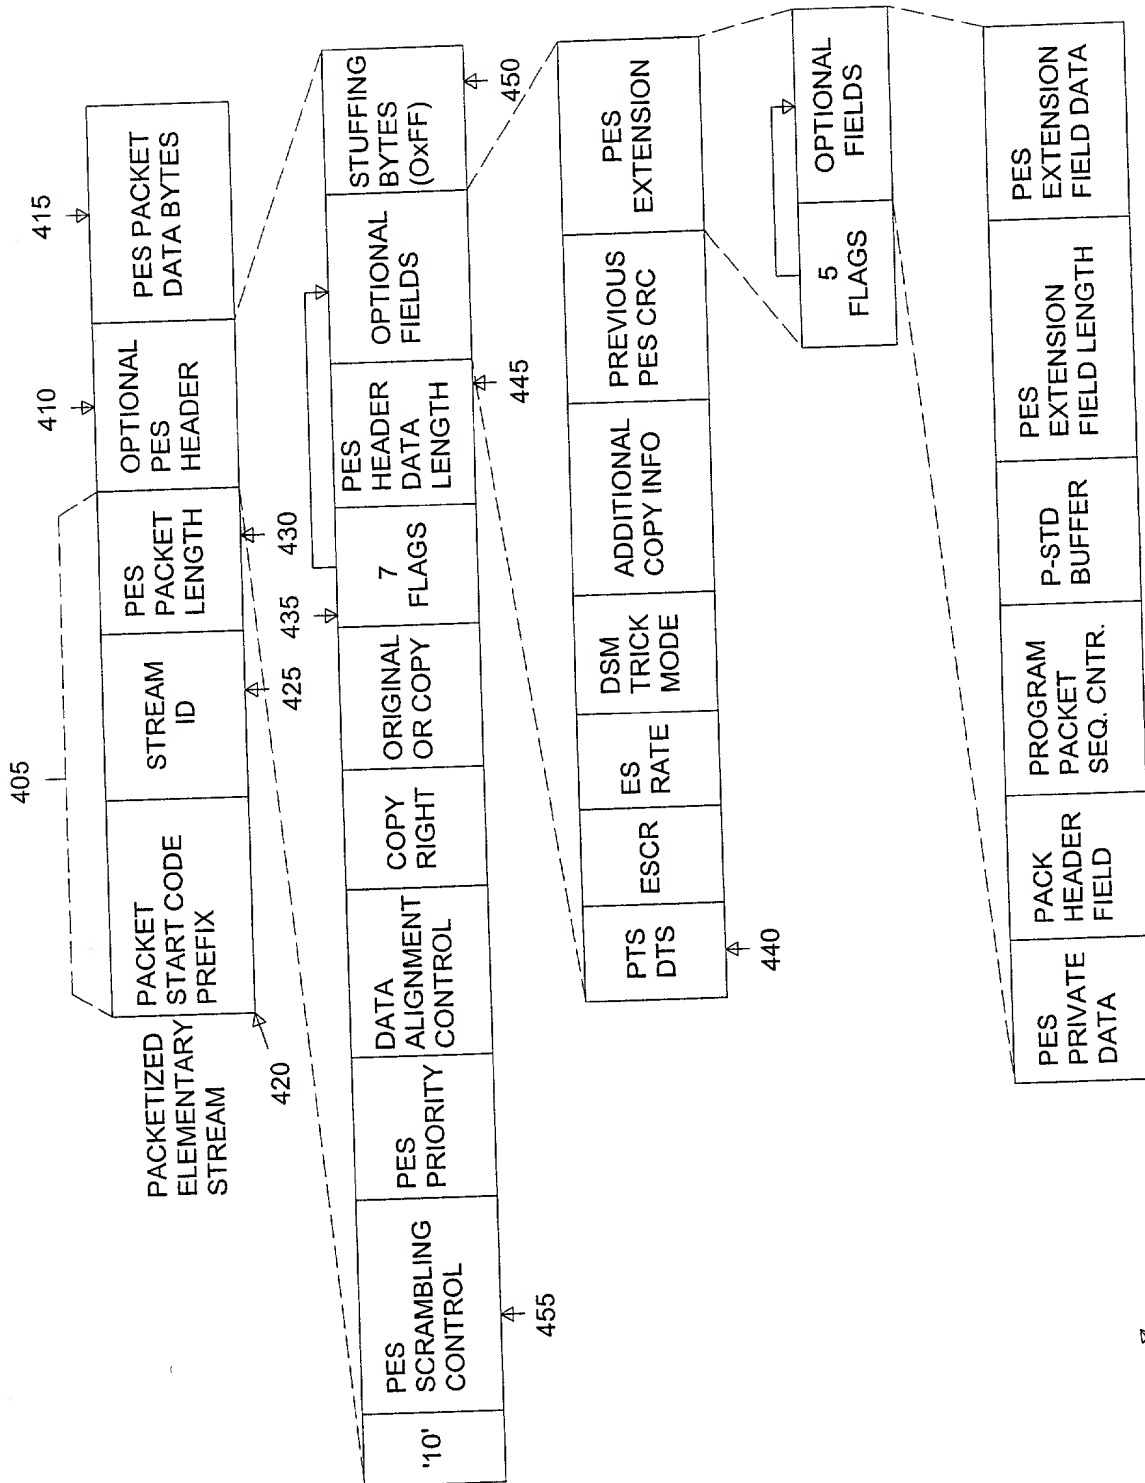 405
410
415
PACKETIZED
ELEMENTARY
STREAM
PACKET
START CODE
PREFIX
STREAM
ID
PES
PACKET
LENGTH
OPTIONAL
PES
HEADER
PES PACKET
DATA BYTES
420
425
430
435
'10'
PES
SCRAMBLING
CONTROL
PES
PRIORITY
DATA
ALIGNMENT
CONTROL
COPY
RIGHT
ORIGINAL
OR COPY
7
FLAGS
PES
HEADER
DATA
LENGTH
OPTIONAL
FIELDS
STUFFING
BYTES
(OxFF)
455
445
450
PTS
DTS
ESCR
ES
RATE
DSM
TRICK
MODE
ADDITIONAL
COPY INFO
PREVIOUS
PES CRC
PES
EXTENSION
440
5
FLAGS
OPTIONAL
FIELDS
PES
PRIVATE
DATA
PACK
HEADER
FIELD
PROGRAM
PACKET
SEQ. CNTR.
P-STD
BUFFER
PES
EXTENSION
FIELD LENGTH
PES
EXTENSION
FIELD DATA